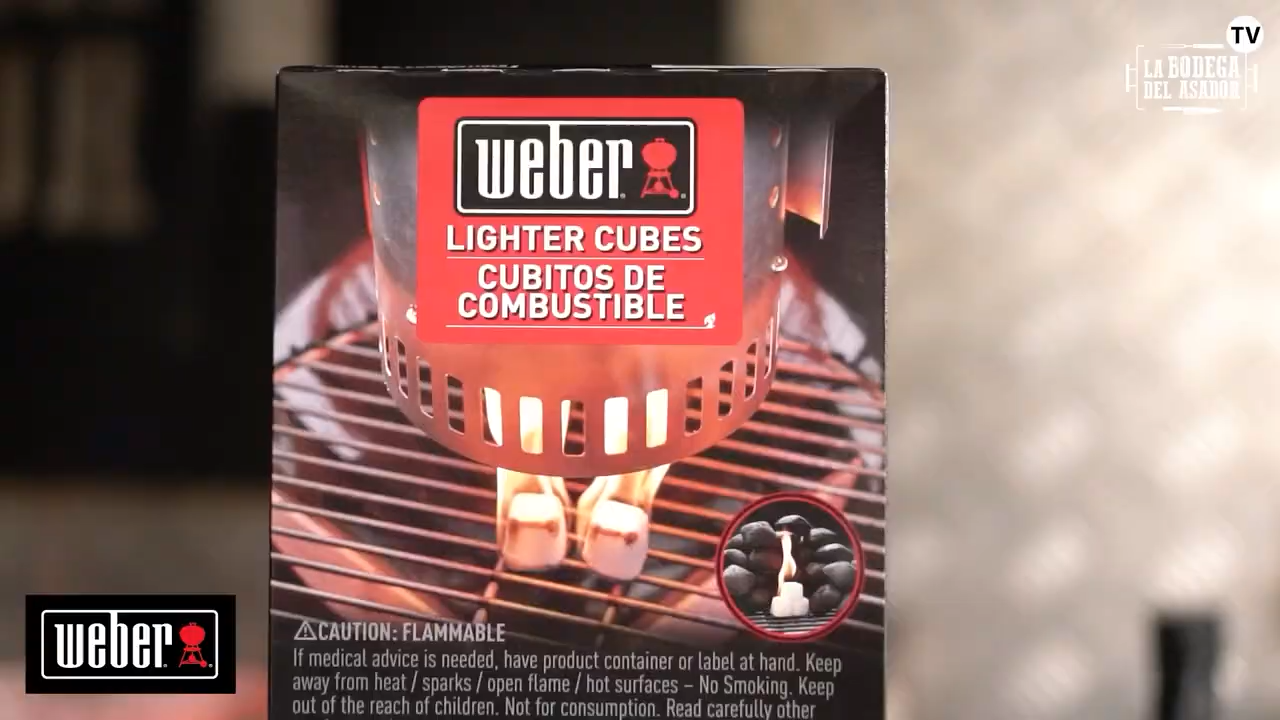 TV
LA BODEGA
DEL ASADOR
weber
LIGHTER CUBES
CUBITOS DE
COMBUSTIBLE
CAUTION: FLAMMABLE
If medical advice is needed, have product container or label at hand. Keep
away from heat / sparks / open flame / hot surfaces – No Smoking. Keep
out of the reach of children. Not for consumption. Read carefully other
weber